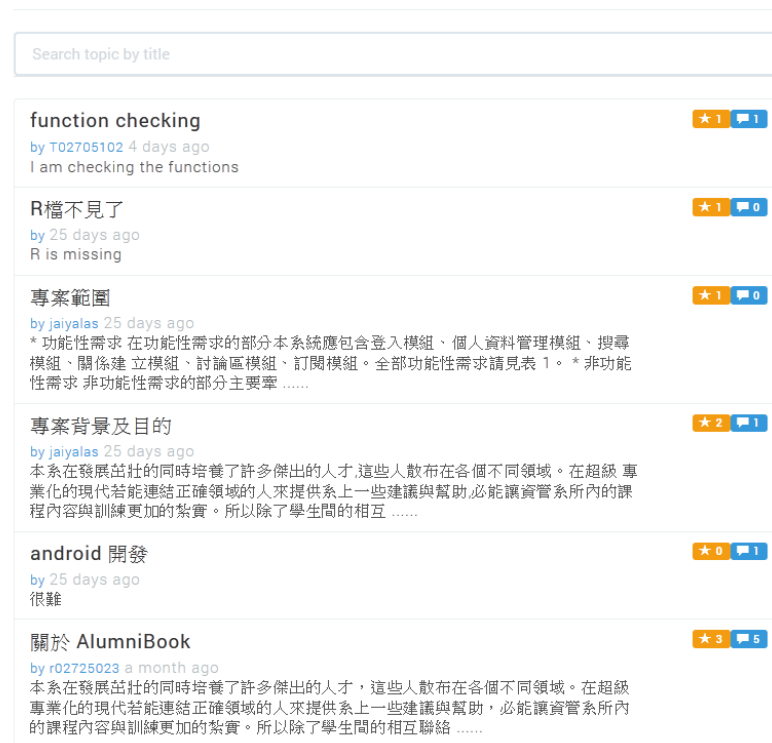 Search topic by title
function checking
★ 1 1
by T02705102 4 days ago
I am checking the functions
R檔不見了
★ 1 0
by 25 days ago
R is missing
專案範圍
★ 1 0
by jaiyalas 25 days ago
* 功能性需求 在功能性需求的部分本系統應包含登入模組、個人資料管理模組、搜尋
模組、關係建 立模組、討論區模組、訂閱模組。全部功能性需求請見表 1。 * 非功能
性需求 非功能性需求的部分主要牽 ......
專案背景及目的
★ 2 1
by jaiyalas 25 days ago
本系在發展茁壯的同時培養了許多傑出的人才,這些人散布在各個不同領域。在超級 專
業化的現代若能連結正確領域的人來提供系上一些建議與幫助,必能讓資管系所內的課
程內容與訓練更加的紮實。所以除了學生間的相互 ......
android 開發
★ 0 1
by 25 days ago
很難
關於 AlumniBook
★ 3 5
by r02725023 a month ago
本系在發展茁壯的同時培養了許多傑出的人才，這些人散布在各個不同領域。在超級
專業化的現代若能連結正確領域的人來提供系上一些建議與幫助，必能讓資管系所內
的課程內容與訓練更加的紮實。所以除了學生間的相互聯絡 ......